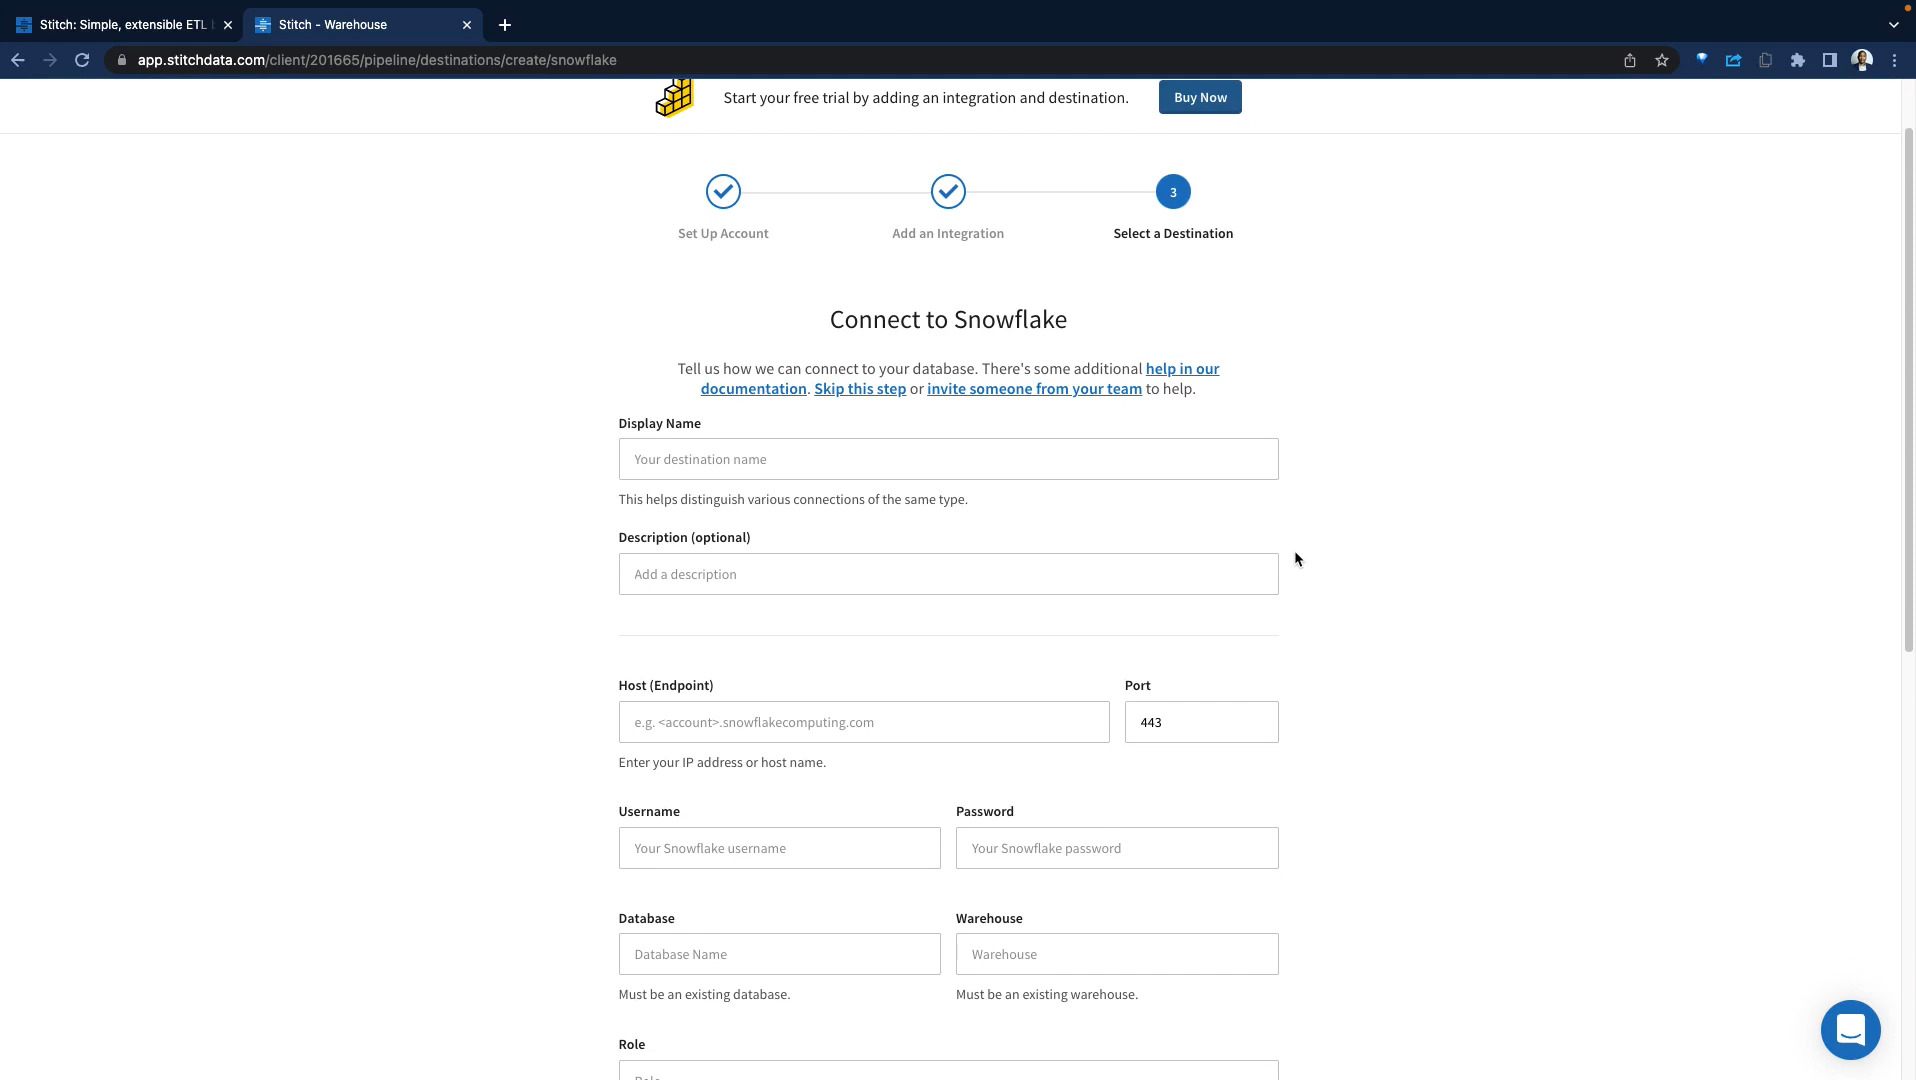 Stitch: Simple, extensible ETL
Stitch - Warehouse
app.stitchdata.com/client/201665/pipeline/destinations/create/snowflake
Start your free trial by adding an integration and destination.
Buy Now
3
Set Up Account
Add an Integration
Select a Destination
Connect to Snowflake
Tell us how we can connect to your database. There's some additional help in our
documentation. Skip this step or invite someone from your team to help.
Display Name
Your destination name
This helps distinguish various connections of the same type.
Description (optional)
Add a description
Host (Endpoint)
Port
e.g. <account>.snowflakecomputing.com
443
Enter your IP address or host name.
Username
Password
Your Snowflake username
Your Snowflake password
Database
Warehouse
Database Name
Warehouse
Must be an existing database.
Must be an existing warehouse.
Role